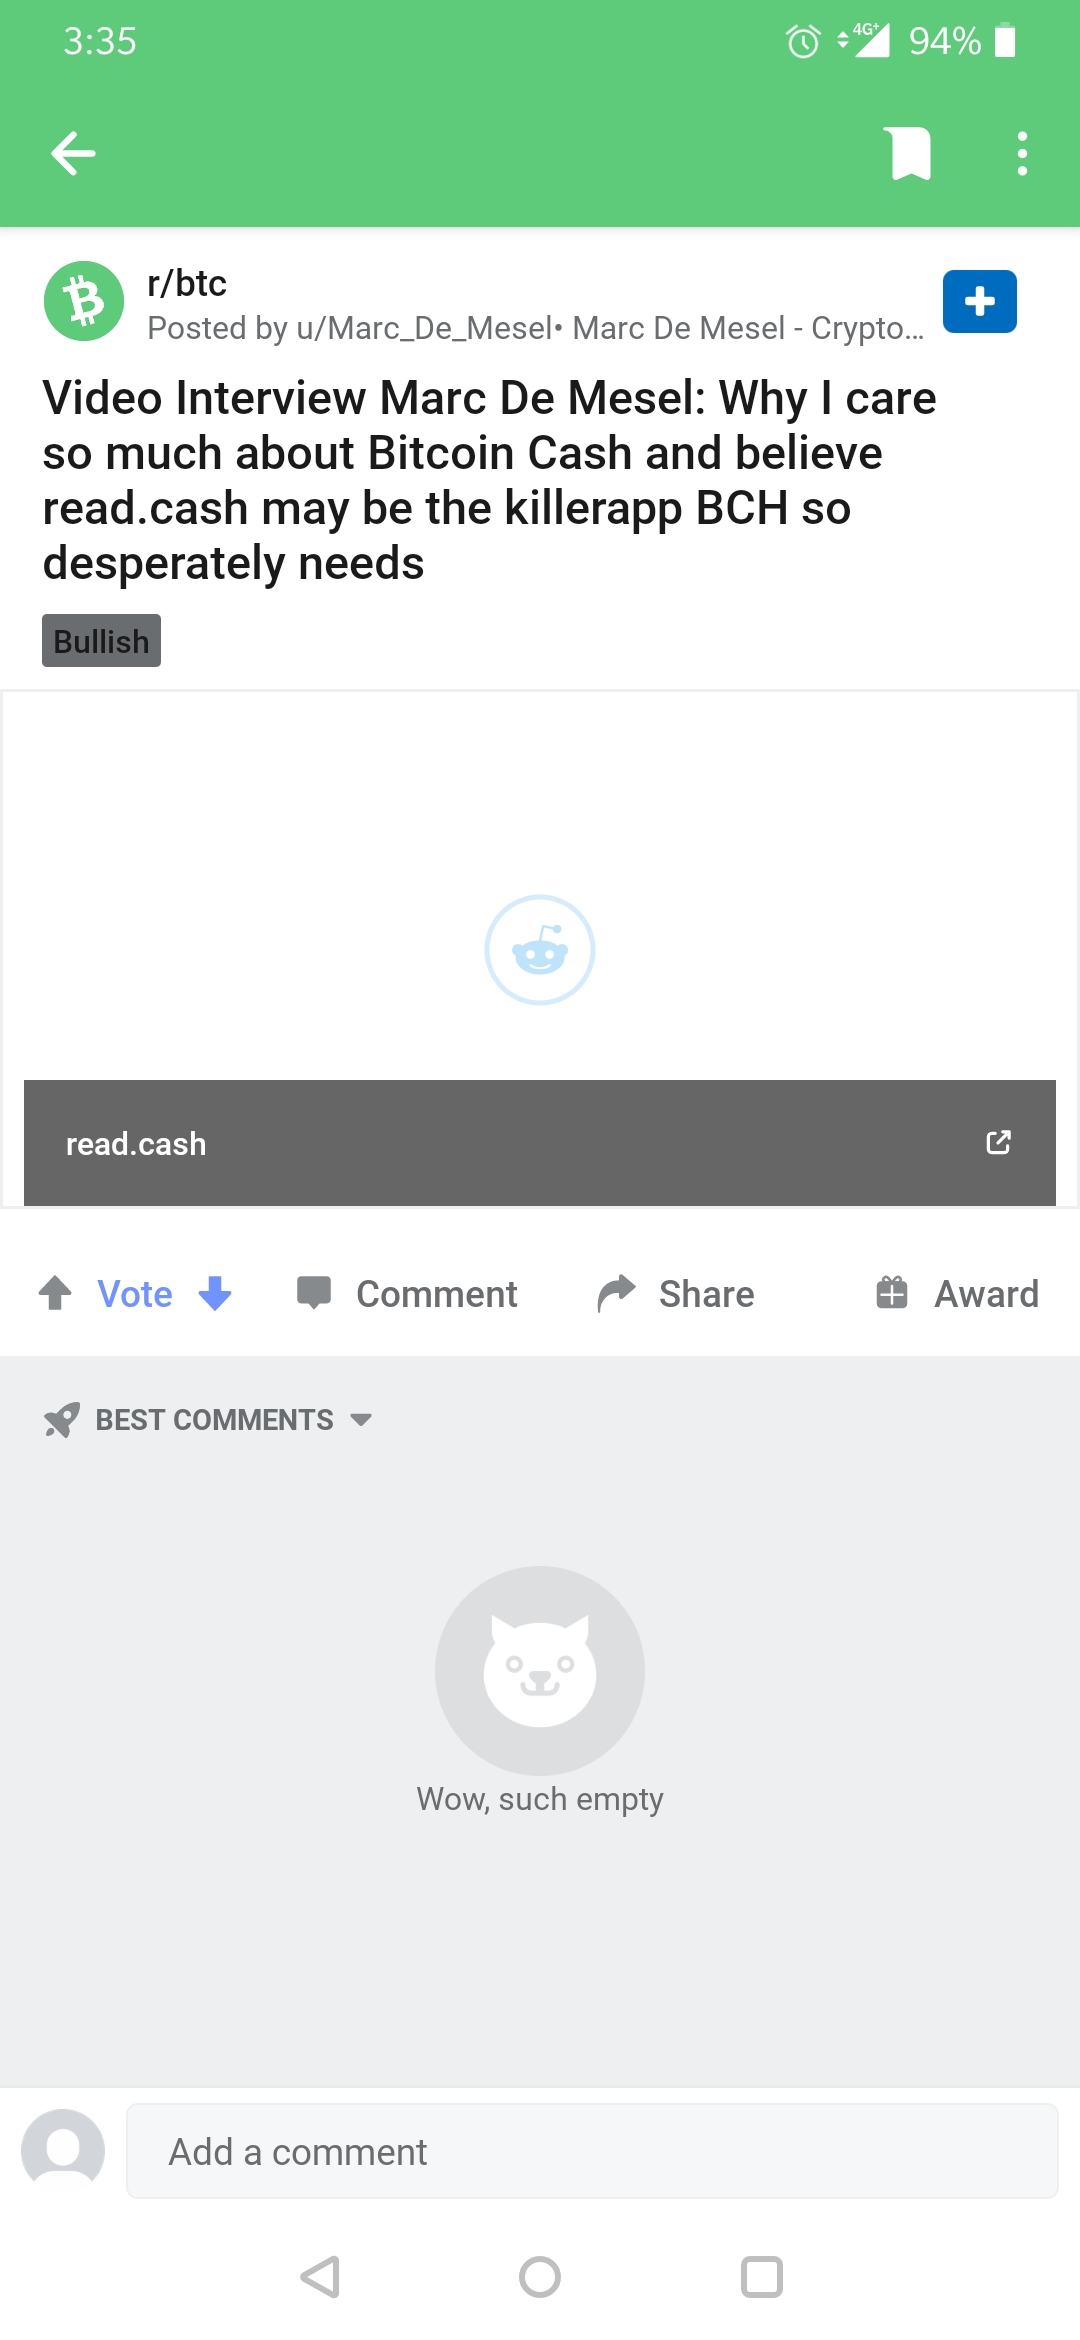 3:35
4G+ 94%
r/btc
Posted by u/Marc_De_Mesel• Marc De Mesel - Crypto...
Video Interview Marc De Mesel: Why I care
so much about Bitcoin Cash and believe
read.cash may be the killerapp BCH so
desperately needs
Bullish
read.cash
Vote Comment Share Award
BEST COMMENTS
Wow, such empty
Add a comment